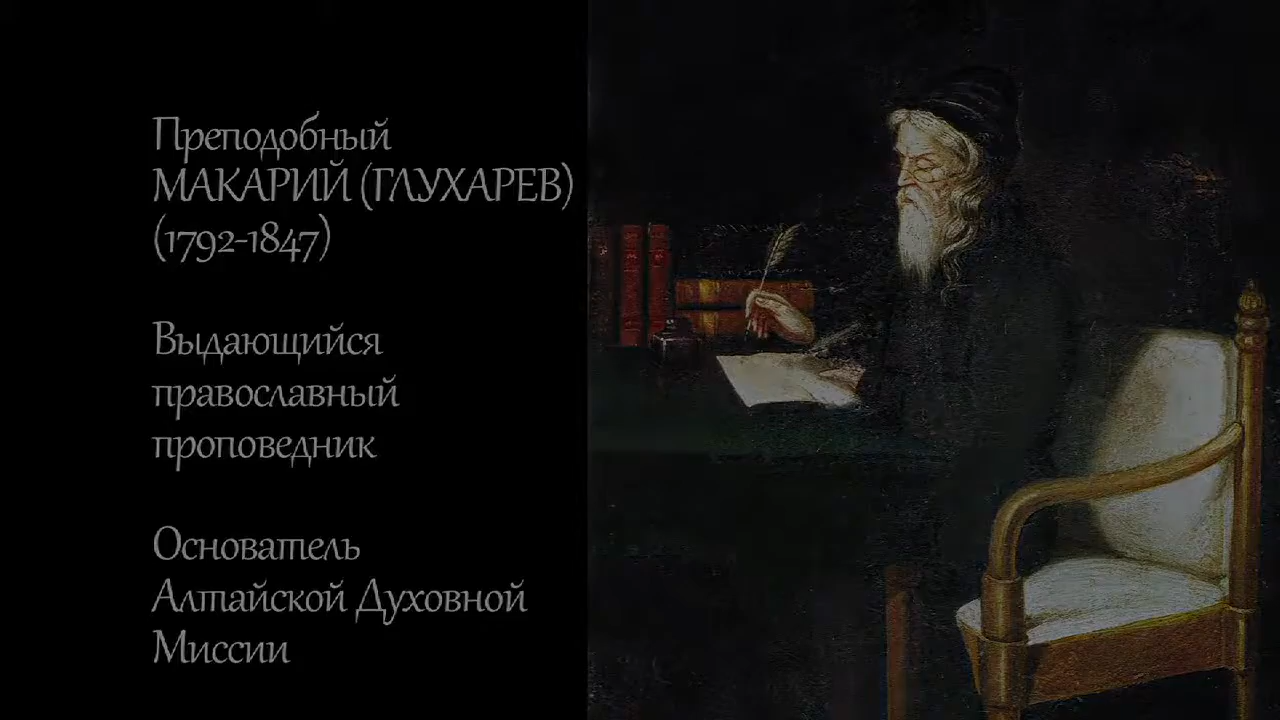 Преподобный
МАКАРИЙ (ГЛУХАРЕВ)
(1792-1847)
Выдающийся
православный
проповедник
Основатель
Алтайской Духовной
Миссии